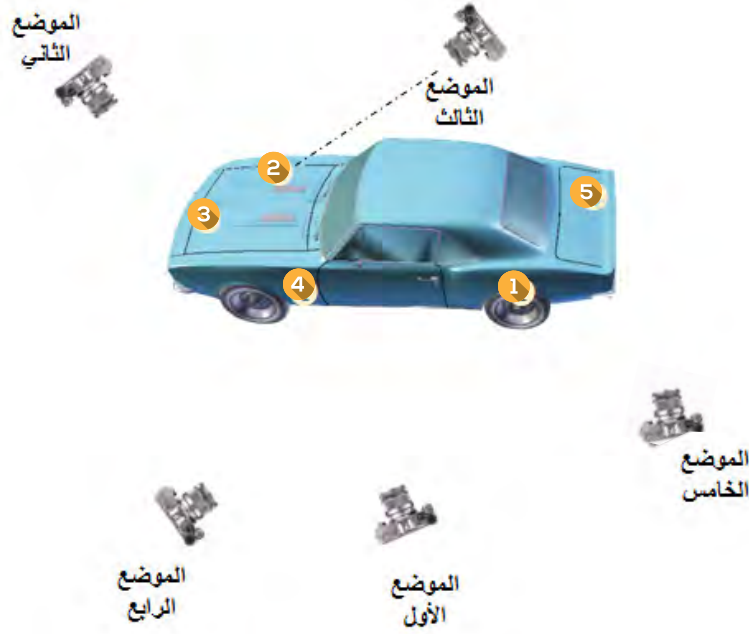 الموضع
الثاني
الموضع
الثالث
2
5
3
4
1
الموضع
الخامس
الموضع
الرابع
الموضع
الأول